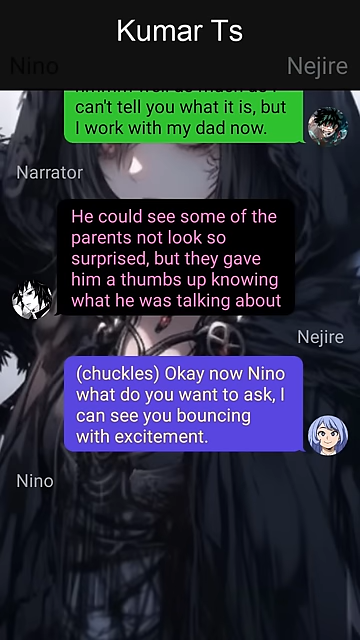 Kumar Ts
Nino
Nejire
can't tell you what it is, but
I work with my dad now.
Narrator
He could see some of the
parents not look so
surprised, but they gave
him a thumbs up knowing
what he was talking about
Nejire
(chuckles) Okay now Nino
what do you want to ask, I
can see you bouncing
with excitement.
Nino